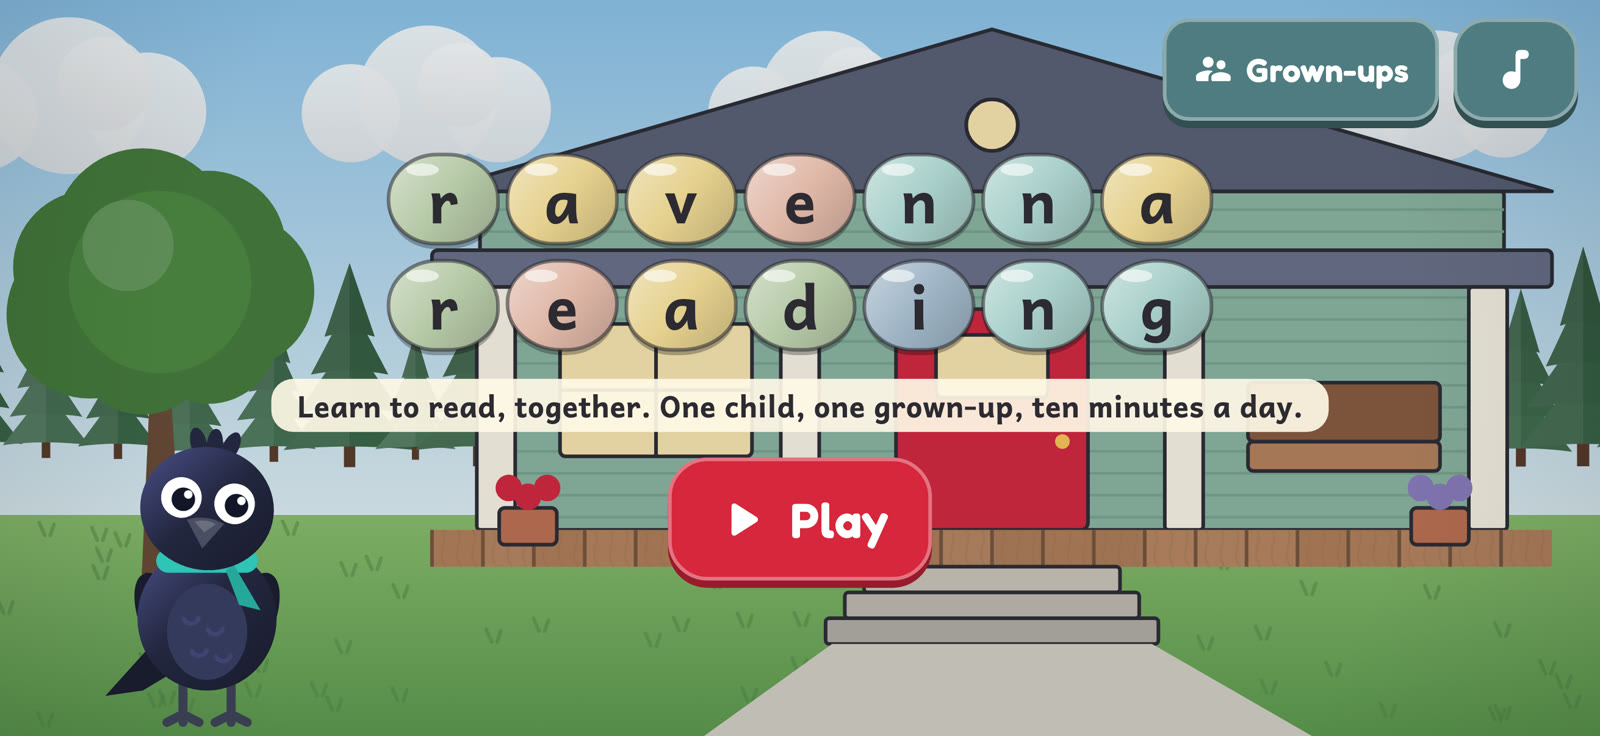 Grown-ups
ravenna
reading
Learn to read, together. One child, one grown-up, ten minutes a day.
Play